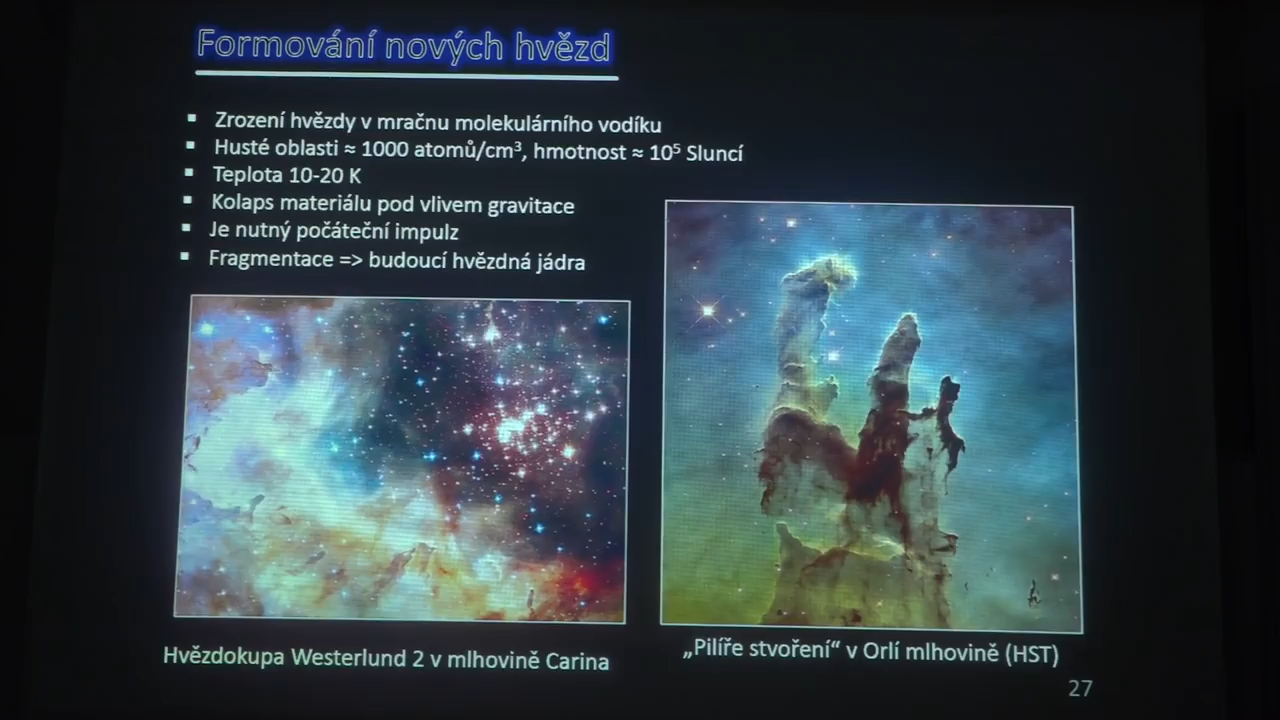 Formování nových hvězd
▪ Zrození hvězdy v mračnu molekulárního vodíku
▪ Husté oblasti ≈ 1000 atomů/cm³, hmotnost ≈ 10⁵ Sluncí
▪ Teplota 10-20 K
▪ Kolaps materiálu pod vlivem gravitace
▪ Je nutný počáteční impulz
▪ Fragmentace => budoucí hvězdná jádra
Hvězdokupa Westerlund 2 v mlhovině Carina
„Pilíře stvoření“ v Orlí mlhovině (HST)
27